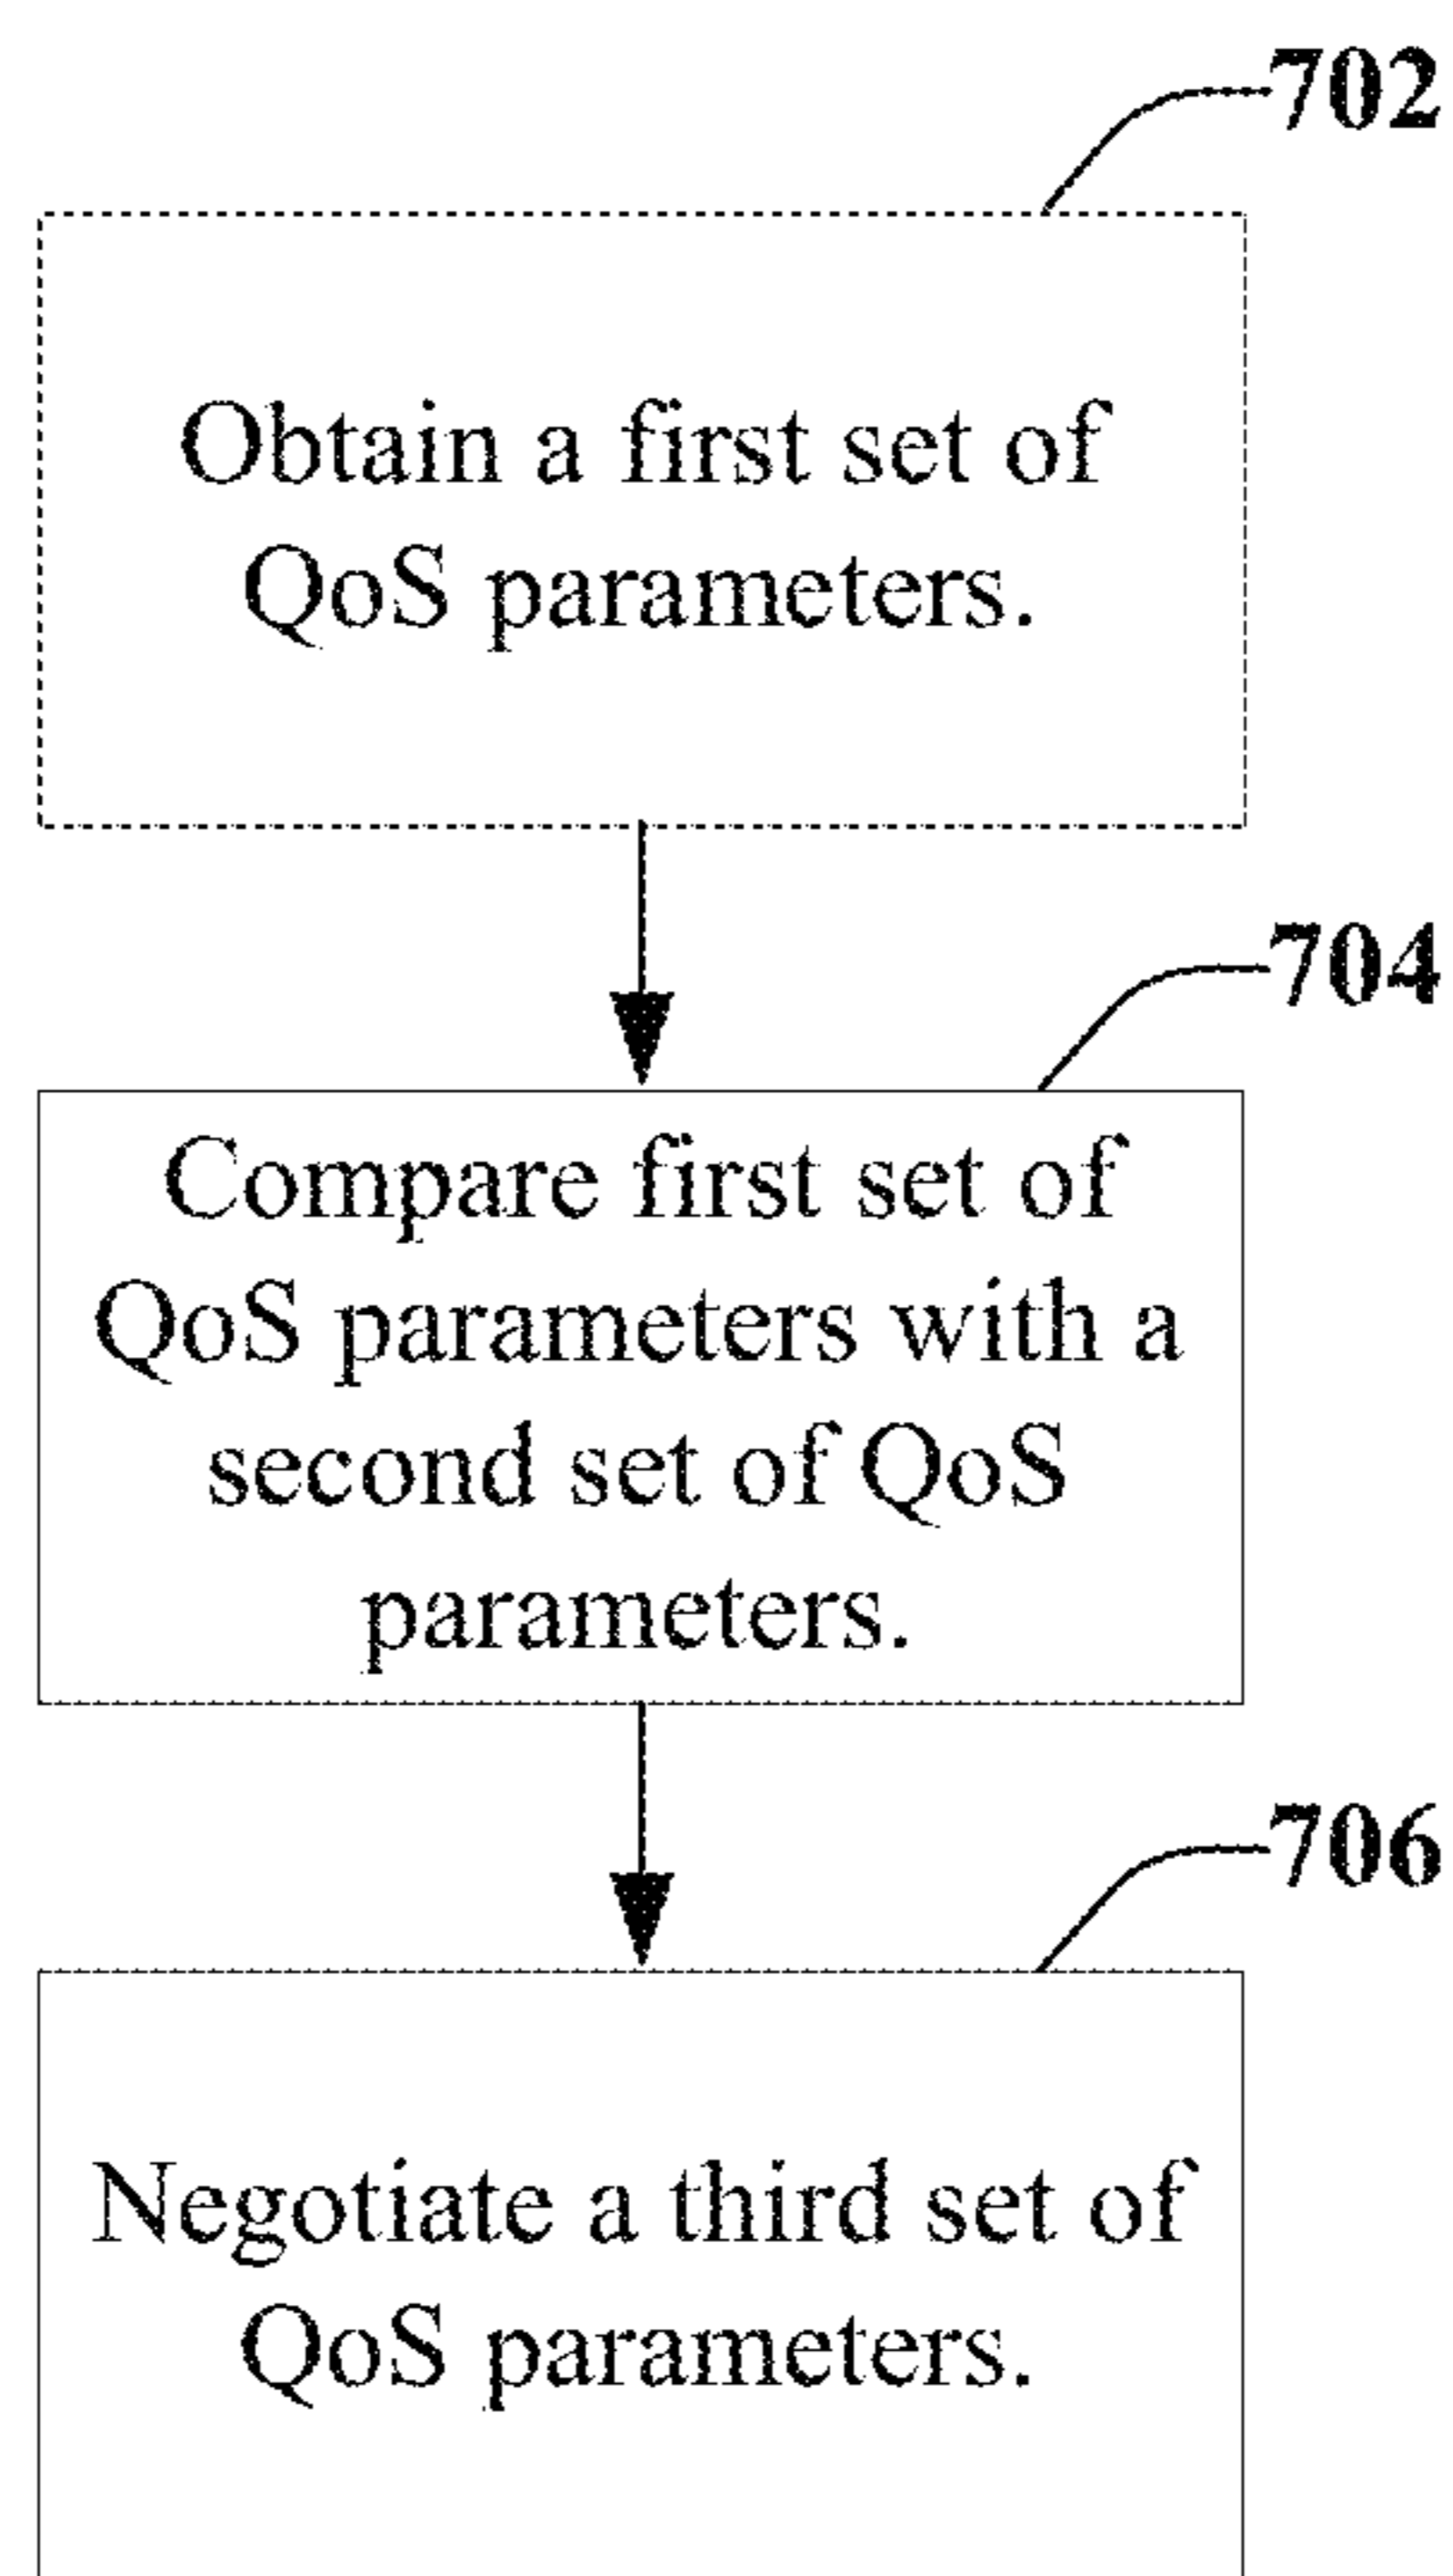 702
Obtain a first set of
QoS parameters.
704
Compare first set of
QoS parameters with a
second set of QoS
parameters.
706
Negotiate a third set of
QoS parameters.